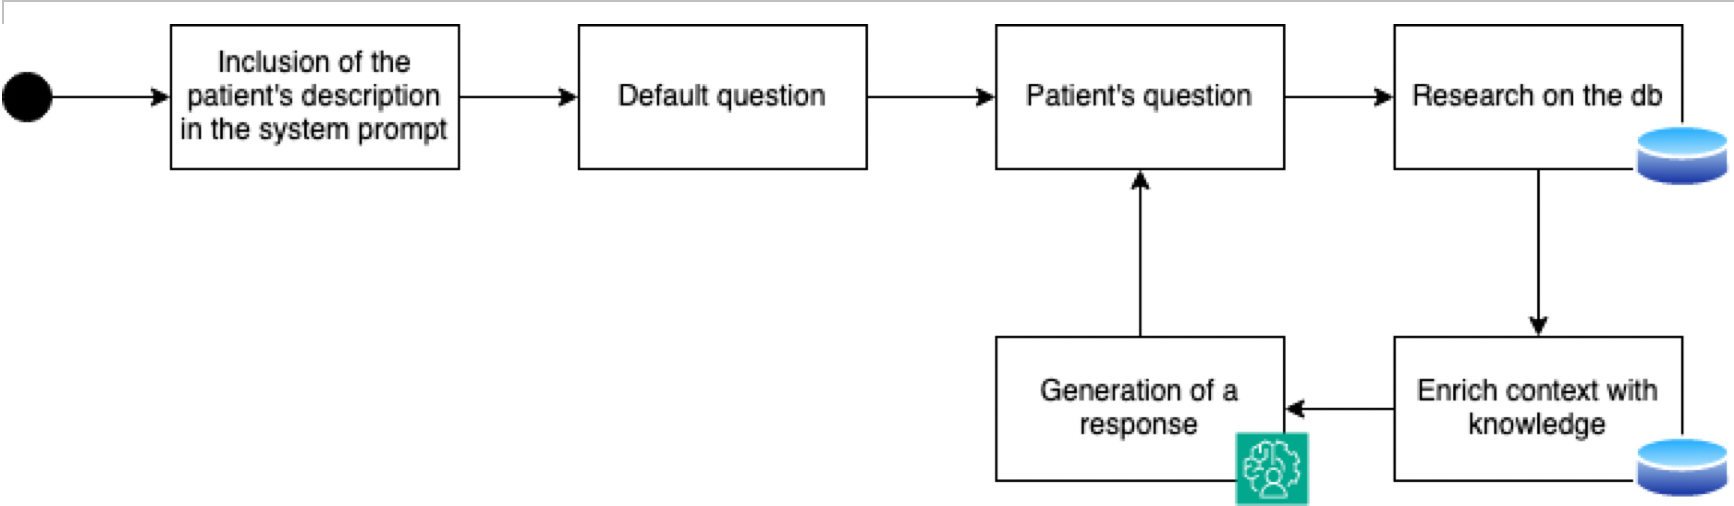 Inclusion of the
patient's description
in the system prompt
Default question
Patient's question
Research on the db
Generation of a
response
Enrich context with
knowledge